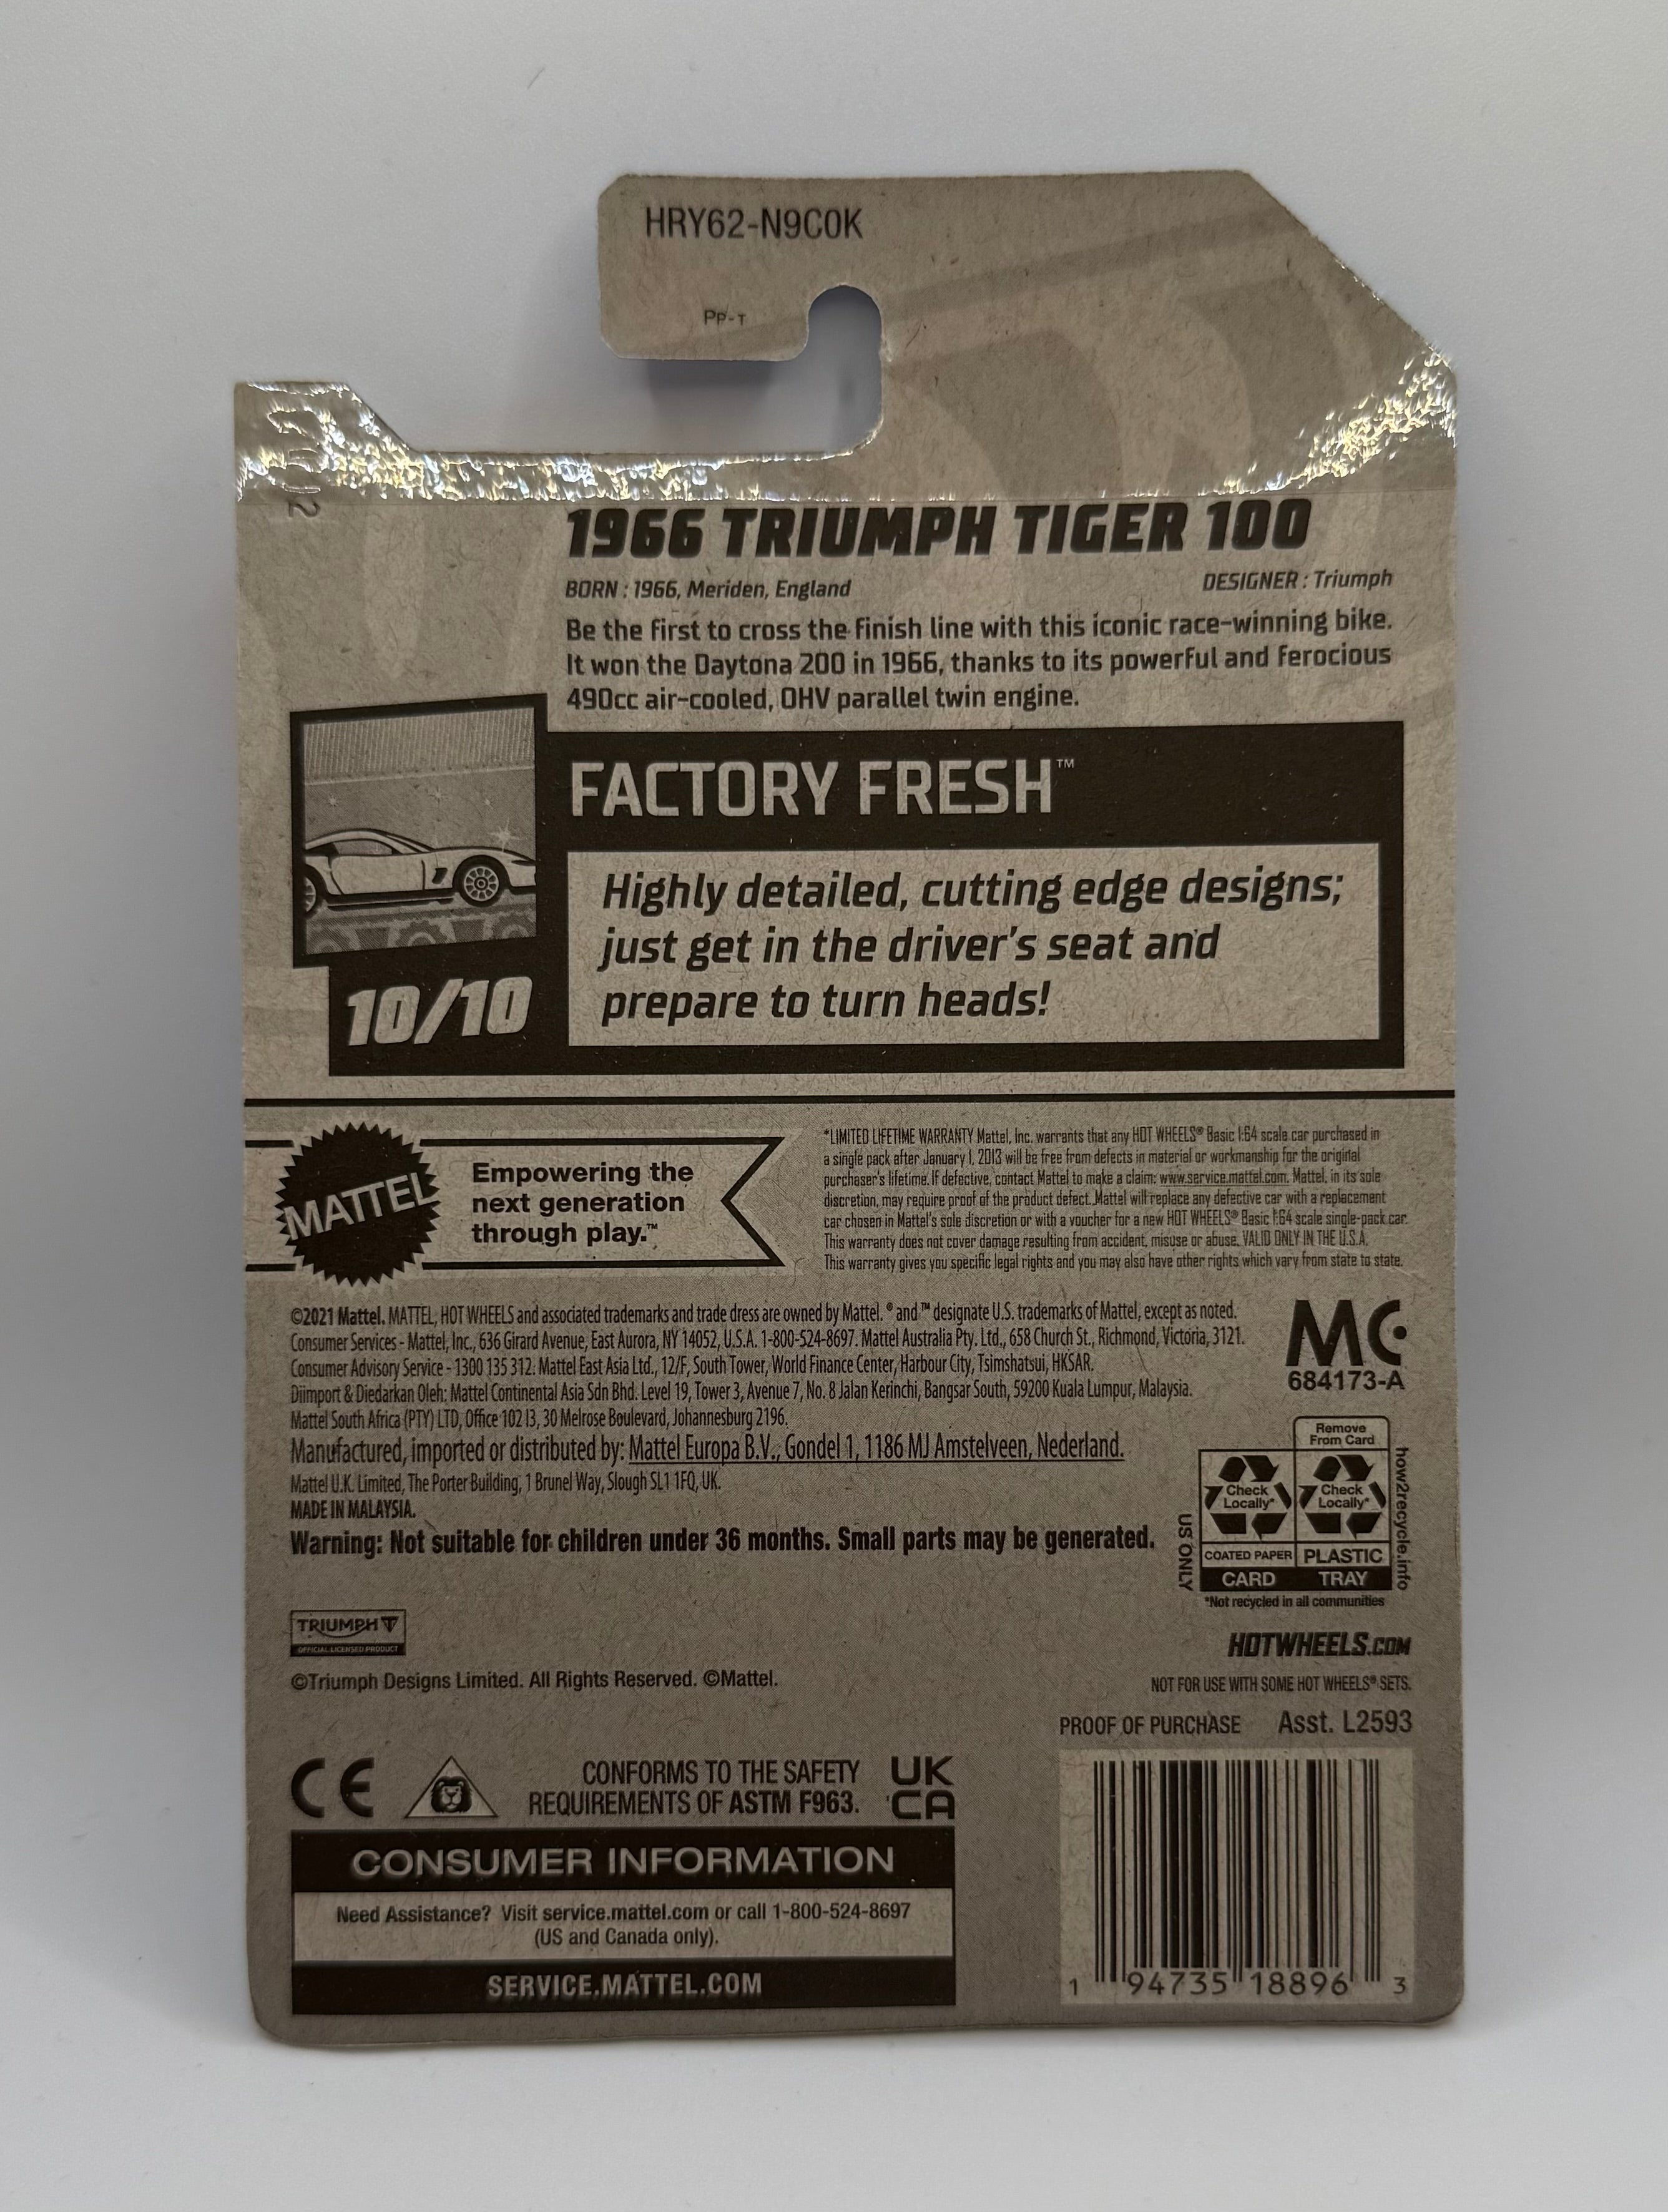 HRY62-N9C0K
PP-T
1966 TRIUMPH TIGER 100
BORN : 1966, Meriden, England
DESIGNER : Triumph
Be the first to cross the finish line with this iconic race-winning bike.
It won the Daytona 200 in 1966, thanks to its powerful and ferocious
490cc air-cooled, OHV parallel twin engine.
FACTORY FRESH™
Highly detailed, cutting edge designs;
just get in the driver's seat and
prepare to turn heads!
10/10
MATTEL
Empowering the
next generation
through play.™
*LIMITED LIFETIME WARRANTY Mattel, Inc. warrants that any HOT WHEELS® Basic 1:64 scale car purchased in
a single pack after January 1, 2013 will be free from defects in material or workmanship for the original
purchaser's lifetime. If defective, contact Mattel to make a claim: www.service.mattel.com. Mattel, in its sole
discretion, may require proof of the product defect. Mattel will replace any defective car with a replacement
car chosen in Mattel's sole discretion or with a voucher for a new HOT WHEELS® Basic 1:64 scale single-pack car.
This warranty does not cover damage resulting from accident, misuse or abuse. VALID ONLY IN THE U.S.A.
This warranty gives you specific legal rights and you may also have other rights which vary from state to state.
©2021 Mattel. MATTEL, HOT WHEELS and associated trademarks and trade dress are owned by Mattel. ® and ™ designate U.S. trademarks of Mattel, except as noted.
Consumer Services - Mattel, Inc., 636 Girard Avenue, East Aurora, NY 14052, U.S.A. 1-800-524-8697. Mattel Australia Pty. Ltd., 658 Church St., Richmond, Victoria, 3121.
Consumer Advisory Service - 1300 135 312. Mattel East Asia Ltd., 12/F, South Tower, World Finance Center, Harbour City, Tsimshatsui, HKSAR.
Diimport & Diedarkan Oleh: Mattel Continental Asia Sdn Bhd. Level 19, Tower 3, Avenue 7, No. 8 Jalan Kerinchi, Bangsar South, 59200 Kuala Lumpur, Malaysia.
Mattel South Africa (PTY) LTD, Office 102 I3, 30 Melrose Boulevard, Johannesburg 2196.
Manufactured, imported or distributed by: Mattel Europa B.V., Gondel 1, 1186 MJ Amstelveen, Nederland.
Mattel U.K. Limited, The Porter Building, 1 Brunel Way, Slough SL1 1FQ, UK.
MADE IN MALAYSIA.
Warning: Not suitable for children under 36 months. Small parts may be generated.
MC
684173-A
Remove
From Card
Check
Locally*
Check
Locally*
COATED PAPER
PLASTIC
CARD
TRAY
US ONLY
how2recycle.info
*Not recycled in all communities
TRIUMPH
OFFICIAL LICENSED PRODUCT
©Triumph Designs Limited. All Rights Reserved. ©Mattel.
HOTWHEELS.COM
NOT FOR USE WITH SOME HOT WHEELS® SETS.
PROOF OF PURCHASE Asst. L2593
CE
CONFORMS TO THE SAFETY
REQUIREMENTS OF ASTM F963.
UK
CA
CONSUMER INFORMATION
Need Assistance? Visit service.mattel.com or call 1-800-524-8697
(US and Canada only).
SERVICE.MATTEL.COM
1 94735 18896 3